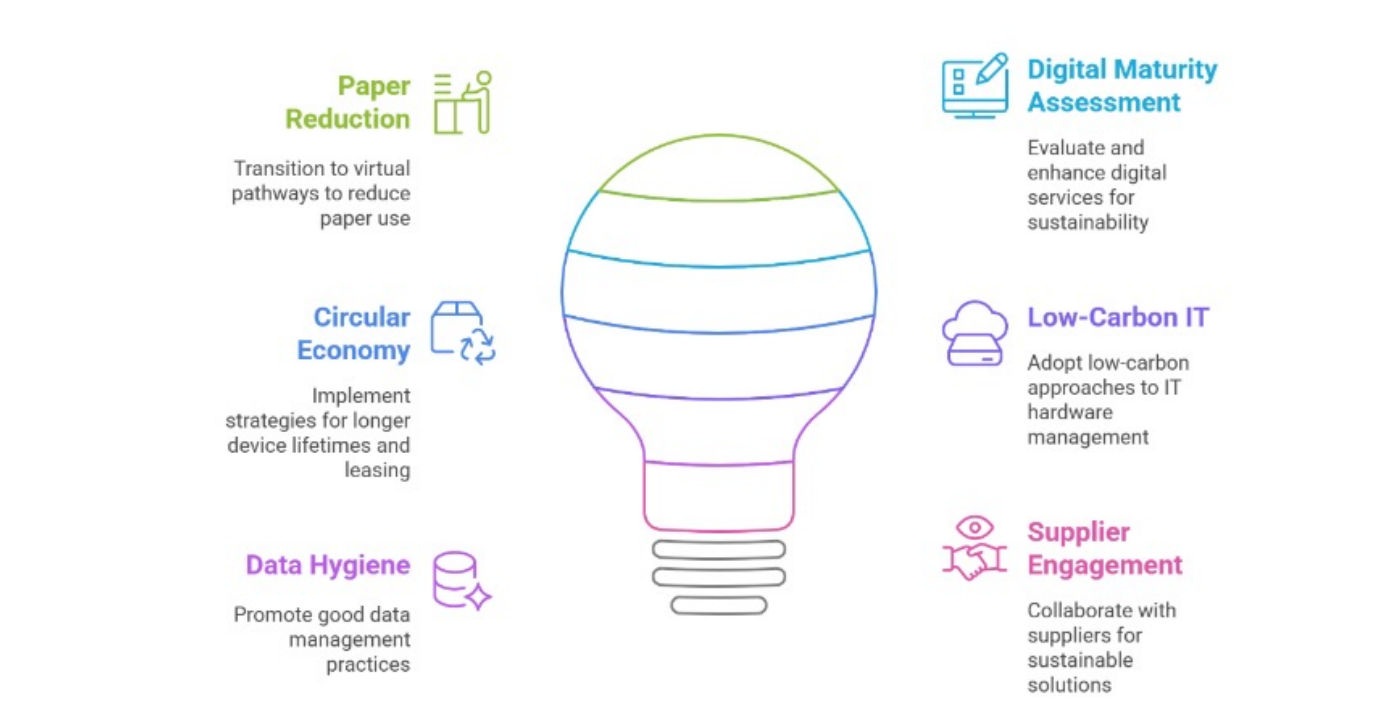 Paper
Reduction
Transition to virtual
pathways to reduce
paper use
Digital Maturity
Assessment
Evaluate and
enhance digital
services for
sustainability
Circular
Economy
Implement
strategies for longer
device lifetimes and
leasing
Low-Carbon IT
Adopt low-carbon
approaches to IT
hardware
management
Data Hygiene
Promote good data
management
practices
Supplier
Engagement
Collaborate with
suppliers for
sustainable
solutions